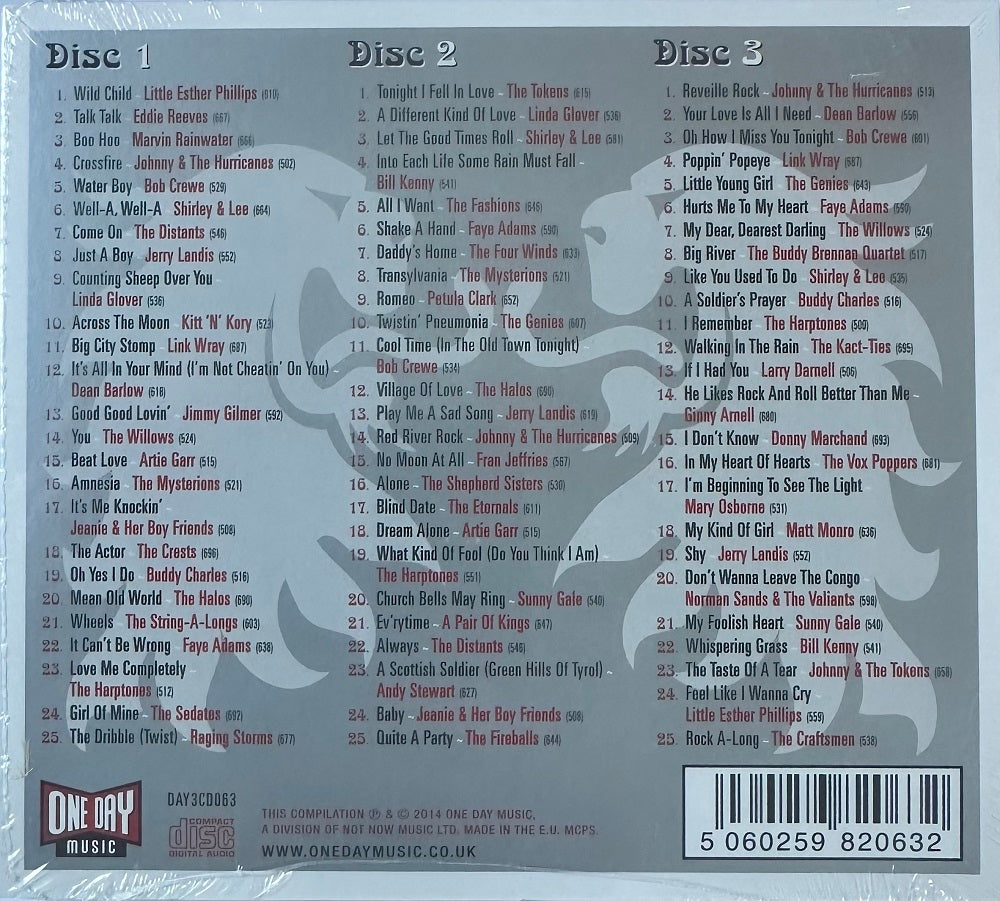 Disc 1
1. Wild Child ~ Little Esther Phillips (610)
2. Talk Talk ~ Eddie Reeves (667)
3. Boo Hoo ~ Marvin Rainwater (666)
4. Crossfire ~ Johnny & The Hurricanes (502)
5. Water Boy ~ Bob Crewe (529)
6. Well-A, Well-A ~ Shirley & Lee (664)
7. Come On ~ The Distants (546)
8. Just A Boy ~ Jerry Landis (552)
9. Counting Sheep Over You ~
Linda Glover (536)
10. Across The Moon ~ Kitt 'N' Kory (523)
11. Big City Stomp ~ Link Wray (687)
12. It's All In Your Mind (I'm Not Cheatin' On You) ~
Dean Barlow (618)
13. Good Good Lovin' ~ Jimmy Gilmer (592)
14. You ~ The Willows (524)
15. Beat Love ~ Artie Garr (515)
16. Amnesia ~ The Mysterions (521)
17. It's Me Knockin' ~
Jeanie & Her Boy Friends (508)
18. The Actor ~ The Crests (696)
19. Oh Yes I Do ~ Buddy Charles (516)
20. Mean Old World ~ The Halos (690)
21. Wheels ~ The String-A-Longs (603)
22. It Can't Be Wrong ~ Faye Adams (638)
23. Love Me Completely ~
The Harptones (512)
24. Girl Of Mine ~ The Sedates (692)
25. The Dribble (Twist) ~ Raging Storms (677)
Disc 2
1. Tonight I Fell In Love ~ The Tokens (615)
2. A Different Kind Of Love ~ Linda Glover (536)
3. Let The Good Times Roll ~ Shirley & Lee (581)
4. Into Each Life Some Rain Must Fall ~
Bill Kenny (541)
5. All I Want ~ The Fashions (646)
6. Shake A Hand ~ Faye Adams (590)
7. Daddy's Home ~ The Four Winds (633)
8. Transylvania ~ The Mysterions (521)
9. Romeo ~ Petula Clark (652)
10. Twistin' Pneumonia ~ The Genies (607)
11. Cool Time (In The Old Town Tonight) ~
Bob Crewe (534)
12. Village Of Love ~ The Halos (690)
13. Play Me A Sad Song ~ Jerry Landis (619)
14. Red River Rock ~ Johnny & The Hurricanes (509)
15. No Moon At All ~ Fran Jeffries (567)
16. Alone ~ The Shepherd Sisters (530)
17. Blind Date ~ The Eternals (611)
18. Dream Alone ~ Artie Garr (515)
19. What Kind Of Fool (Do You Think I Am) ~
The Harptones (551)
20. Church Bells May Ring ~ Sunny Gale (540)
21. Ev'rytime ~ A Pair Of Kings (647)
22. Always ~ The Distants (546)
23. A Scottish Soldier (Green Hills Of Tyrol) ~
Andy Stewart (627)
24. Baby ~ Jeanie & Her Boy Friends (508)
25. Quite A Party ~ The Fireballs (644)
Disc 3
1. Reveille Rock ~ Johnny & The Hurricanes (513)
2. Your Love Is All I Need ~ Dean Barlow (556)
3. Oh How I Miss You Tonight ~ Bob Crewe (601)
4. Poppin' Popeye ~ Link Wray (687)
5. Little Young Girl ~ The Genies (643)
6. Hurts Me To My Heart ~ Faye Adams (590)
7. My Dear, Dearest Darling ~ The Willows (524)
8. Big River ~ The Buddy Brennan Quartet (517)
9. Like You Used To Do ~ Shirley & Lee (535)
10. A Soldier's Prayer ~ Buddy Charles (516)
11. I Remember ~ The Harptones (509)
12. Walking In The Rain ~ The Kact-Ties (695)
13. If I Had You ~ Larry Darnell (506)
14. He Likes Rock And Roll Better Than Me ~
Ginny Arnell (680)
15. I Don't Know ~ Donny Marchand (693)
16. In My Heart Of Hearts ~ The Vox Poppers (681)
17. I'm Beginning To See The Light ~
Mary Osborne (531)
18. My Kind Of Girl ~ Matt Monro (636)
19. Shy ~ Jerry Landis (552)
20. Don't Wanna Leave The Congo ~
Norman Sands & The Valiants (598)
21. My Foolish Heart ~ Sunny Gale (540)
22. Whispering Grass ~ Bill Kenny (541)
23. The Taste Of A Tear ~ Johnny & The Tokens (658)
24. Feel Like I Wanna Cry ~
Little Esther Phillips (559)
25. Rock A-Long ~ The Craftsmen (538)
ONE DAY
MUSIC
DAY3CD063
COMPACT
disc
DIGITAL AUDIO
THIS COMPILATION ℗ & © 2014 ONE DAY MUSIC,
A DIVISION OF NOT NOW MUSIC LTD. MADE IN THE E.U. MCPS.
WWW.ONEDAYMUSIC.CO.UK
5 060259 820632